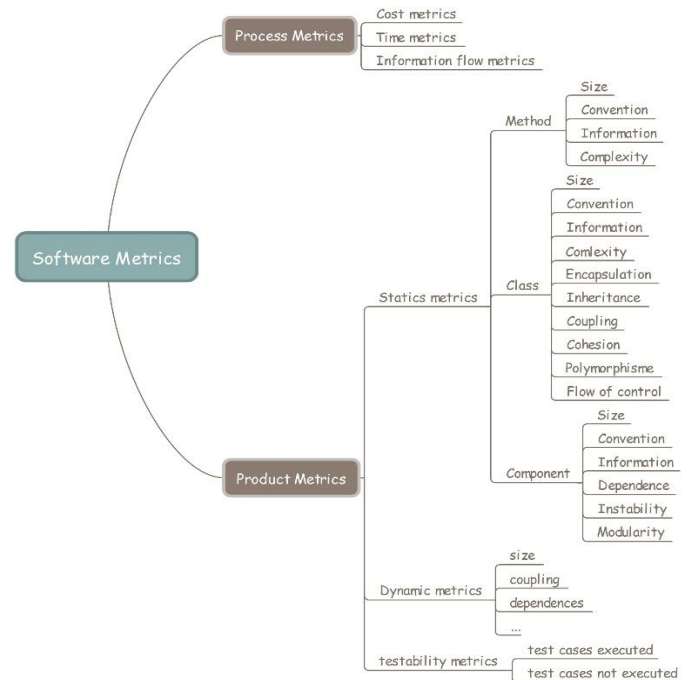 Software Metrics
Process Metrics
Cost metrics
Time metrics
Information flow metrics
Product Metrics
Statics metrics
Method
Size
Convention
Information
Complexity
Class
Size
Convention
Information
Comlexity
Encapsulation
Inheritance
Coupling
Cohesion
Polymorphisme
Flow of control
Component
Size
Convention
Information
Dependence
Instability
Modularity
Dynamic metrics
size
coupling
dependences
...
testability metrics
test cases executed
test cases not executed